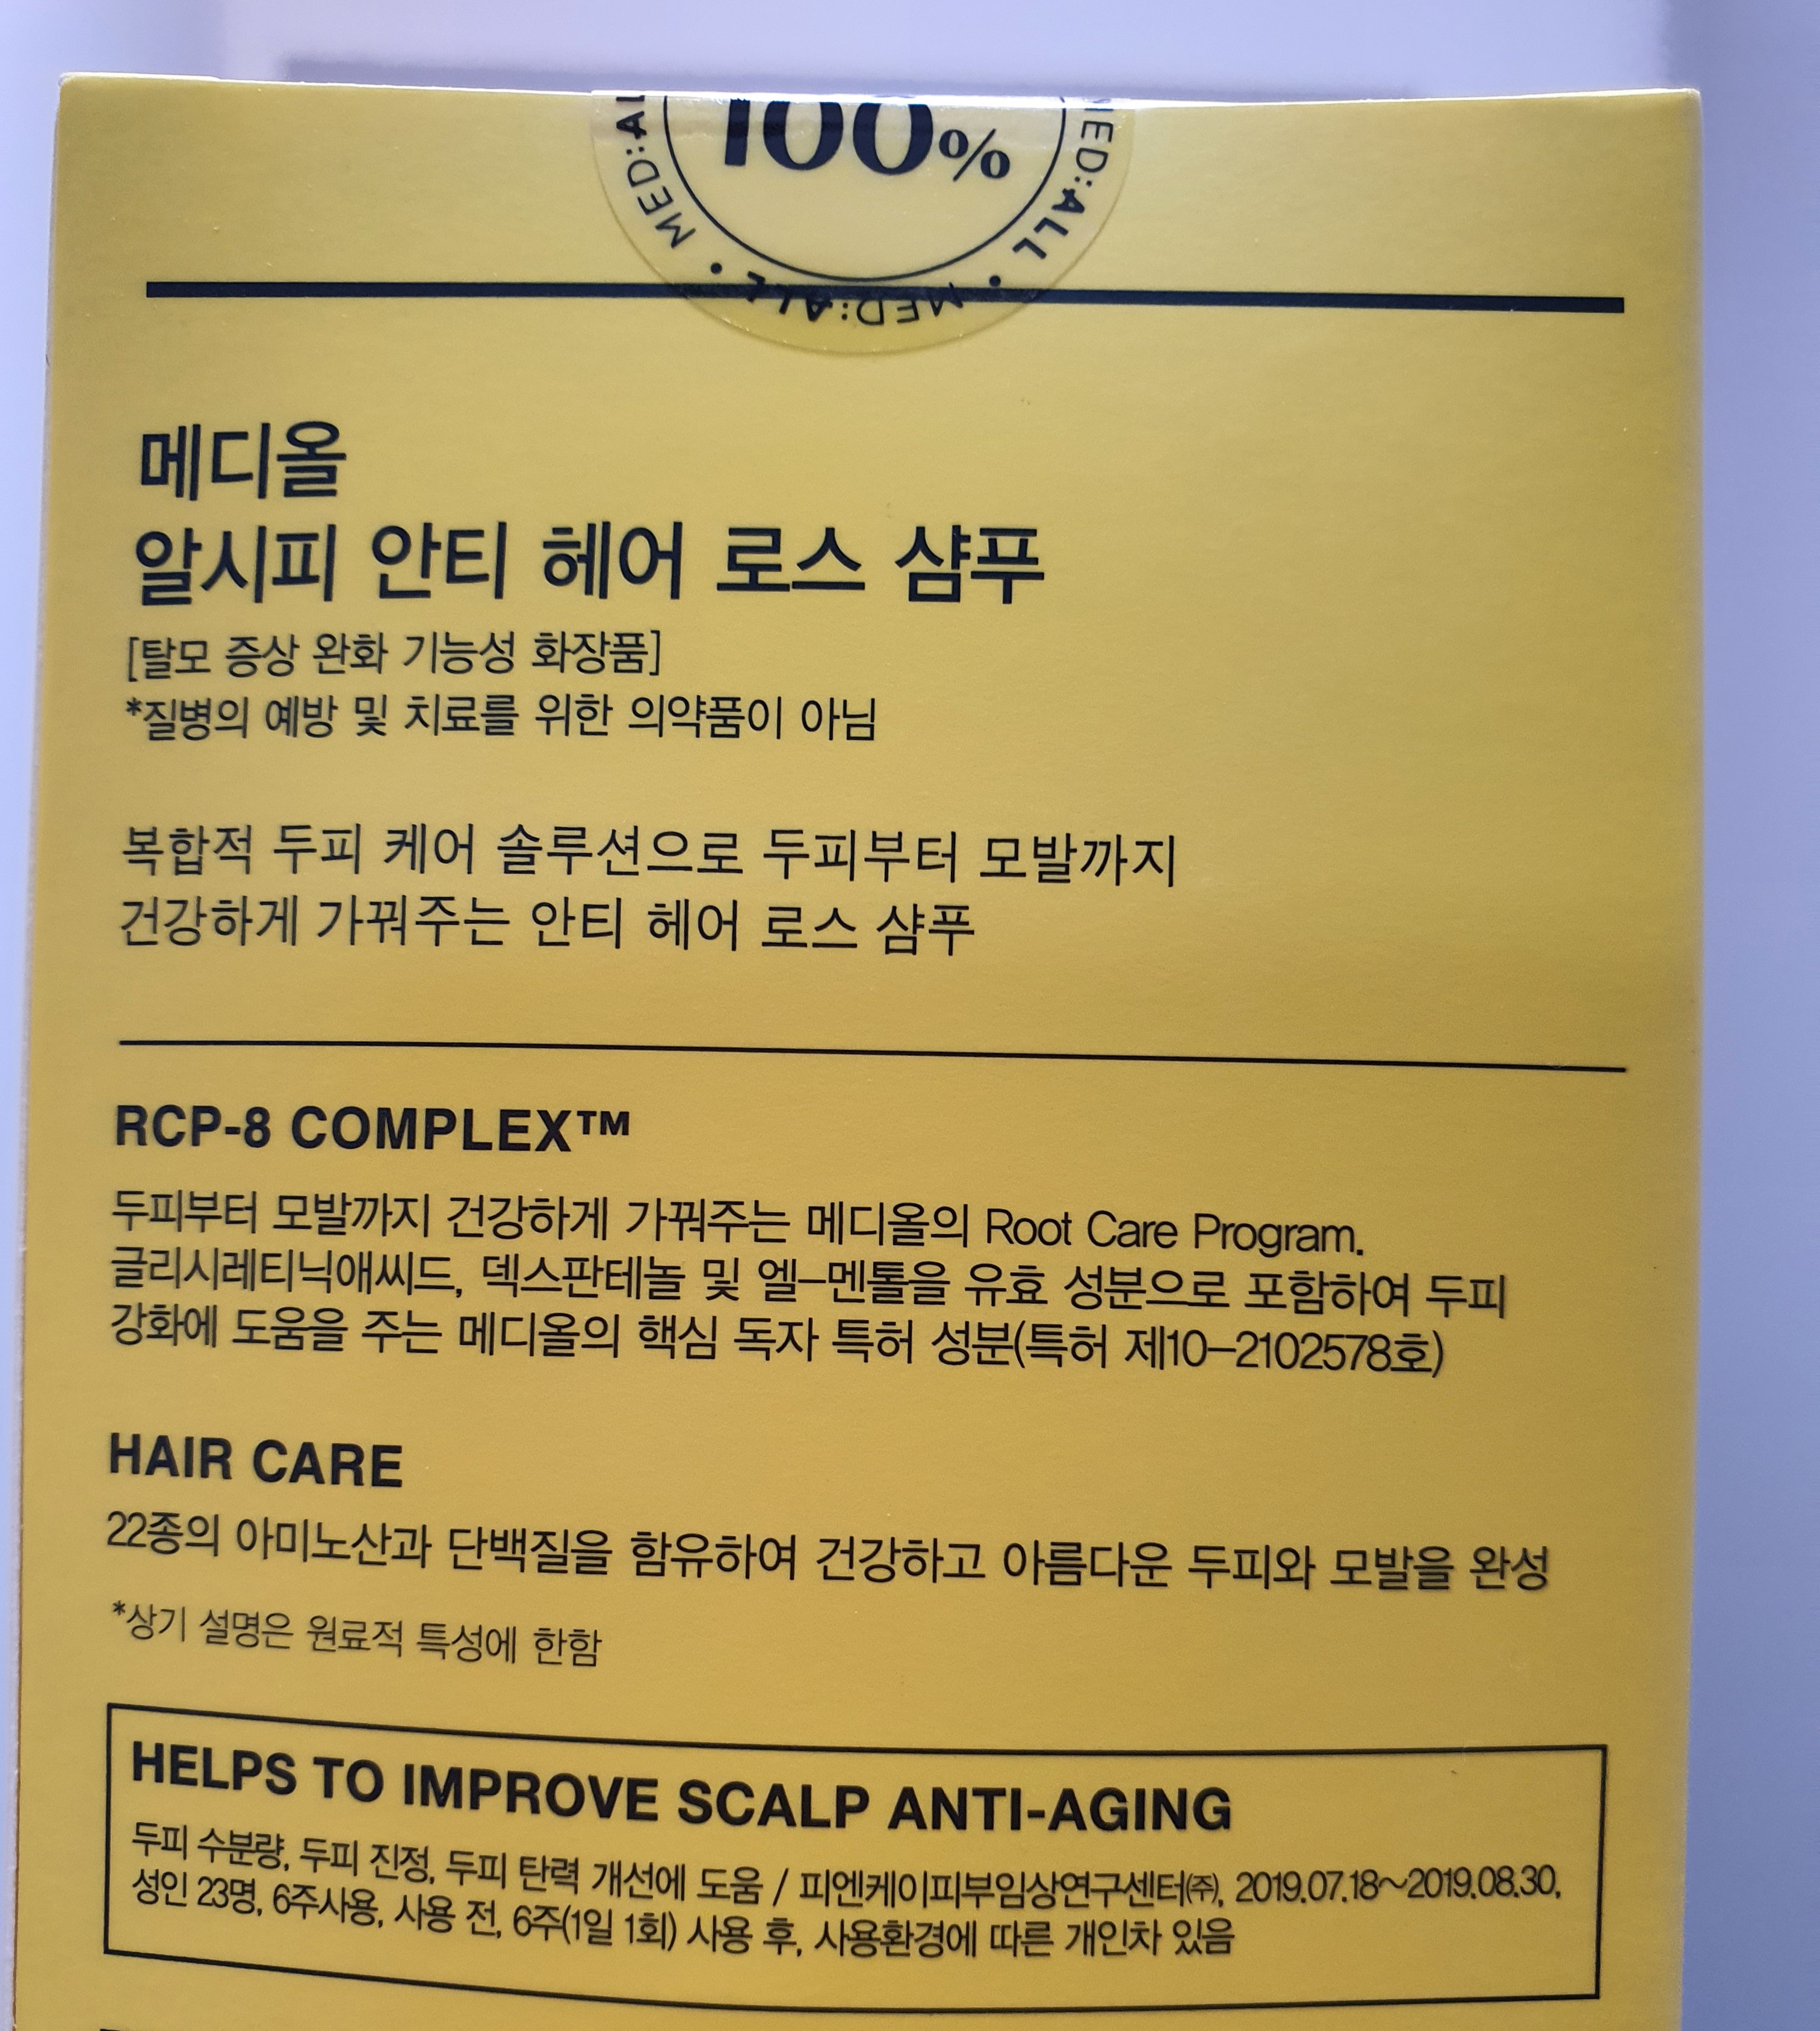 100%
MED:ALL • MED:ALL • MED:ALL
메디올
알시피 안티 헤어 로스 샴푸
[탈모 증상 완화 기능성 화장품]
*질병의 예방 및 치료를 위한 의약품이 아님
복합적 두피 케어 솔루션으로 두피부터 모발까지
건강하게 가꿔주는 안티 헤어 로스 샴푸
RCP-8 COMPLEX™
두피부터 모발까지 건강하게 가꿔주는 메디올의 Root Care Program.
글리시레티닉애씨드, 덱스판테놀 및 엘-멘톨을 유효 성분으로 포함하여 두피
강화에 도움을 주는 메디올의 핵심 독자 특허 성분(특허 제10-2102578호)
HAIR CARE
22종의 아미노산과 단백질을 함유하여 건강하고 아름다운 두피와 모발을 완성
*상기 설명은 원료적 특성에 한함
HELPS TO IMPROVE SCALP ANTI-AGING
두피 수분량, 두피 진정, 두피 탄력 개선에 도움 / 피엔케이피부임상연구센터㈜, 2019.07.18~2019.08.30,
성인 23명, 6주사용, 사용 전, 6주(1일 1회) 사용 후, 사용환경에 따른 개인차 있음